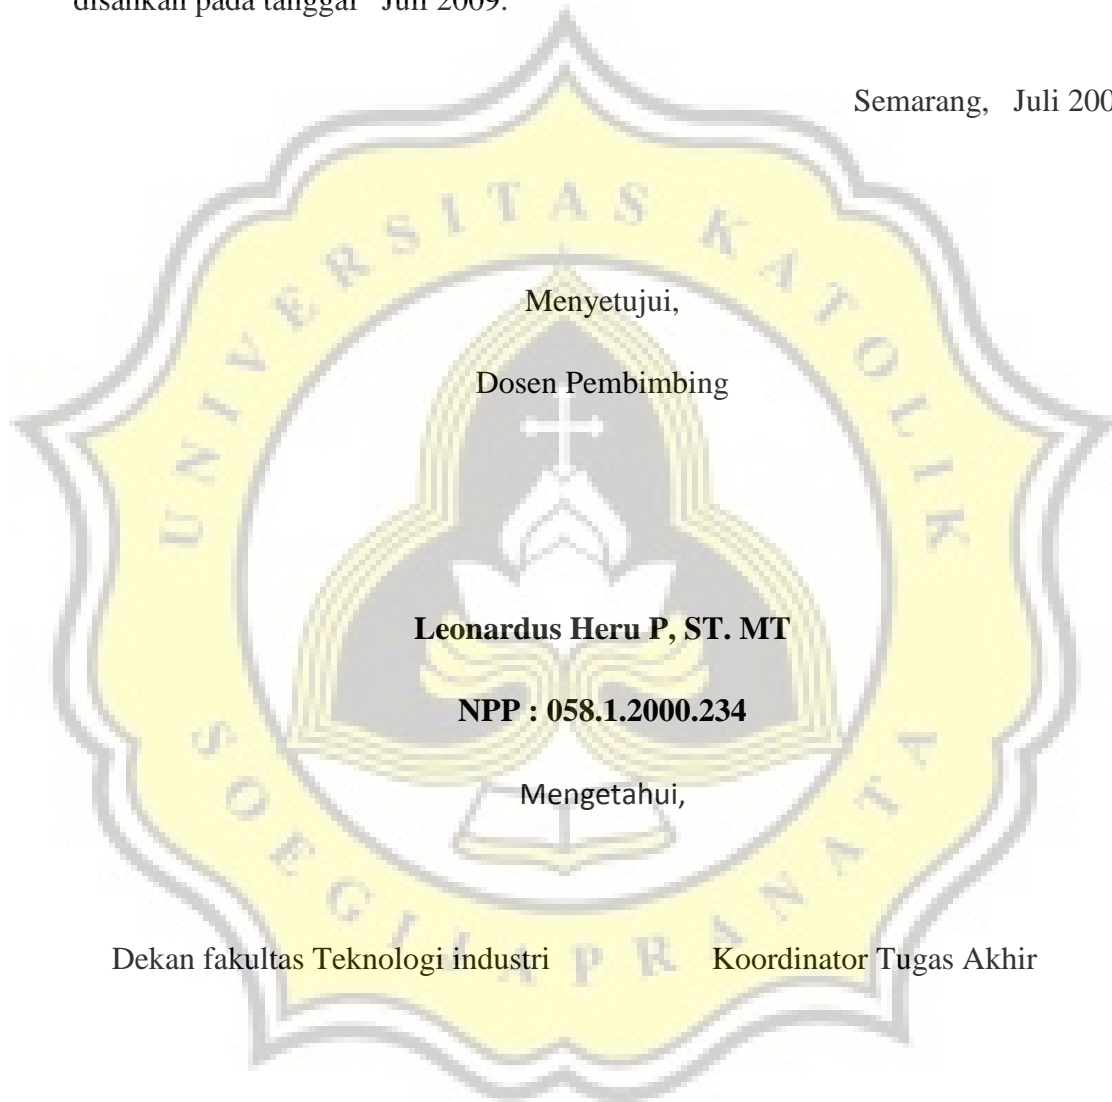 disahkan pada tanggal Juli 2009.
Semarang, Juli 200
UNIVERSITAS KATOLIK
Menyetujui,
Dosen Pembimbing
Leonardus Heru P, ST. MT
NPP : 058.1.2000.234
Mengetahui,
SOEGIJAPRANATA
Dekan fakultas Teknologi industri Koordinator Tugas Akhir